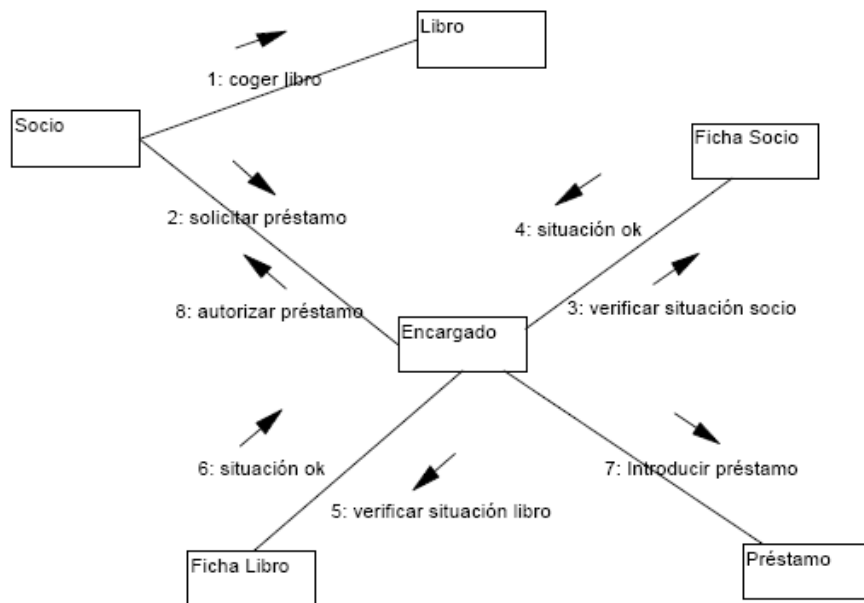 Libro
1: coger libro
Socio
Ficha Socio
2: solicitar préstamo
4: situación ok
8: autorizar préstamo
3: verificar situación socio
Encargado
6: situación ok
7: Introducir préstamo
5: verificar situación libro
Ficha Libro
Préstamo